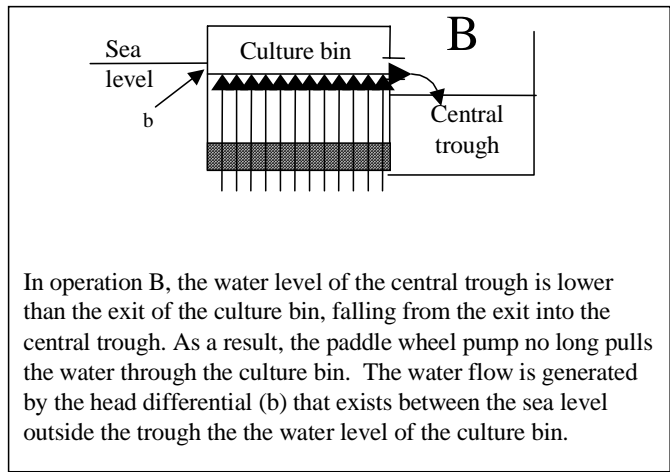 B
Culture bin
Sea
level
b
Central
trough
In operation B, the water level of the central trough is lower
than the exit of the culture bin, falling from the exit into the
central trough. As a result, the paddle wheel pump no long pulls
the water through the culture bin.  The water flow is generated
by the head differential (b) that exists between the sea level
outside the trough the the water level of the culture bin.